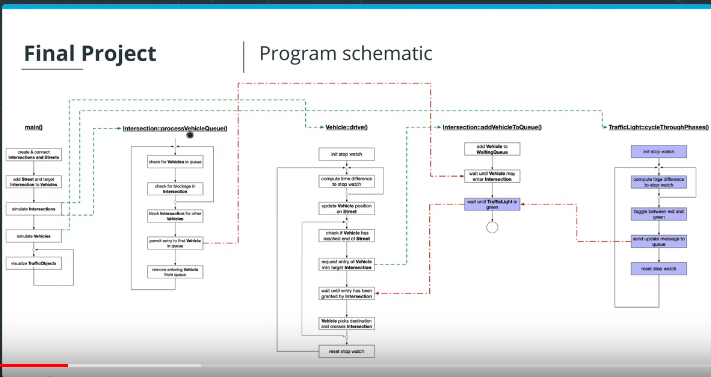 Final Project
Program schematic
main()
create & connect
Intersections and Streets
add Street and target
Intersection to Vehicles
simulate Intersections
simulate Vehicles
visualize TrafficObjects
Intersection::processVehicleQueue()
check for Vehicles in queue
check for blockage in
Intersection
block Intersection for other
Vehicles
permit entry to first Vehicle
in queue
remove entering Vehicle
from queue
Vehicle::drive()
init stop watch
compute time difference
to stop watch
update Vehicle position
on Street
check if Vehicle has
reached end of Street
request entry of Vehicle
into target Intersection
wait until entry has been
granted by Intersection
Vehicle picks destination
and crosses Intersection
reset stop watch
Intersection::addVehicleToQueue()
add Vehicle to
WaitingQueue
wait until Vehicle may
enter Intersection
wait until TrafficLight is
green
TrafficLight::cycleThroughPhases()
init stop watch
compute time difference
to stop watch
toggle between red and
green
send update message to
queue
reset stop watch